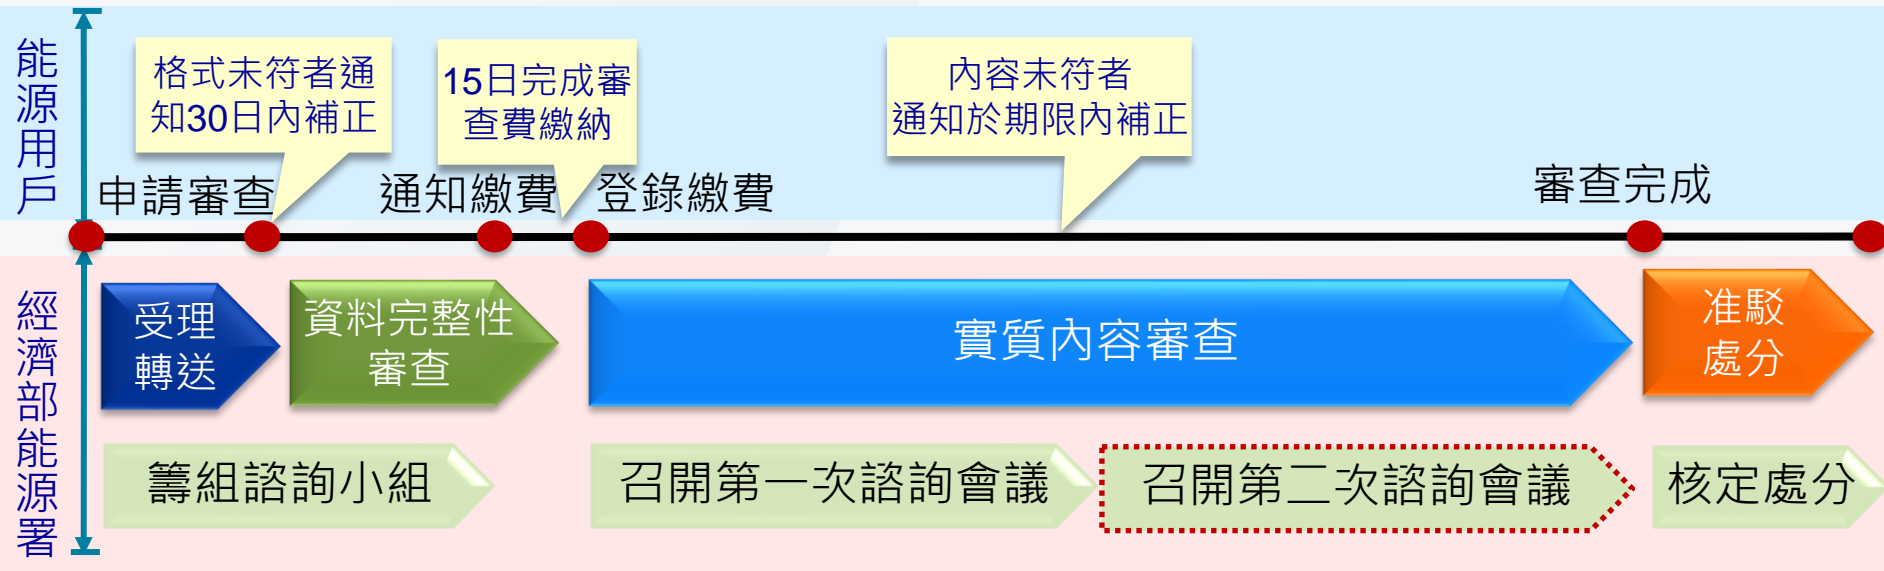 能源用戶
格式未符者通
知30日內補正
15日完成審
查費繳納
內容未符者
通知於期限內補正
申請審查
通知繳費
登錄繳費
審查完成
經濟部能源署
受理
轉送
資料完整性
審查
實質內容審查
准駁
處分
籌組諮詢小組
召開第一次諮詢會議
召開第二次諮詢會議
核定處分